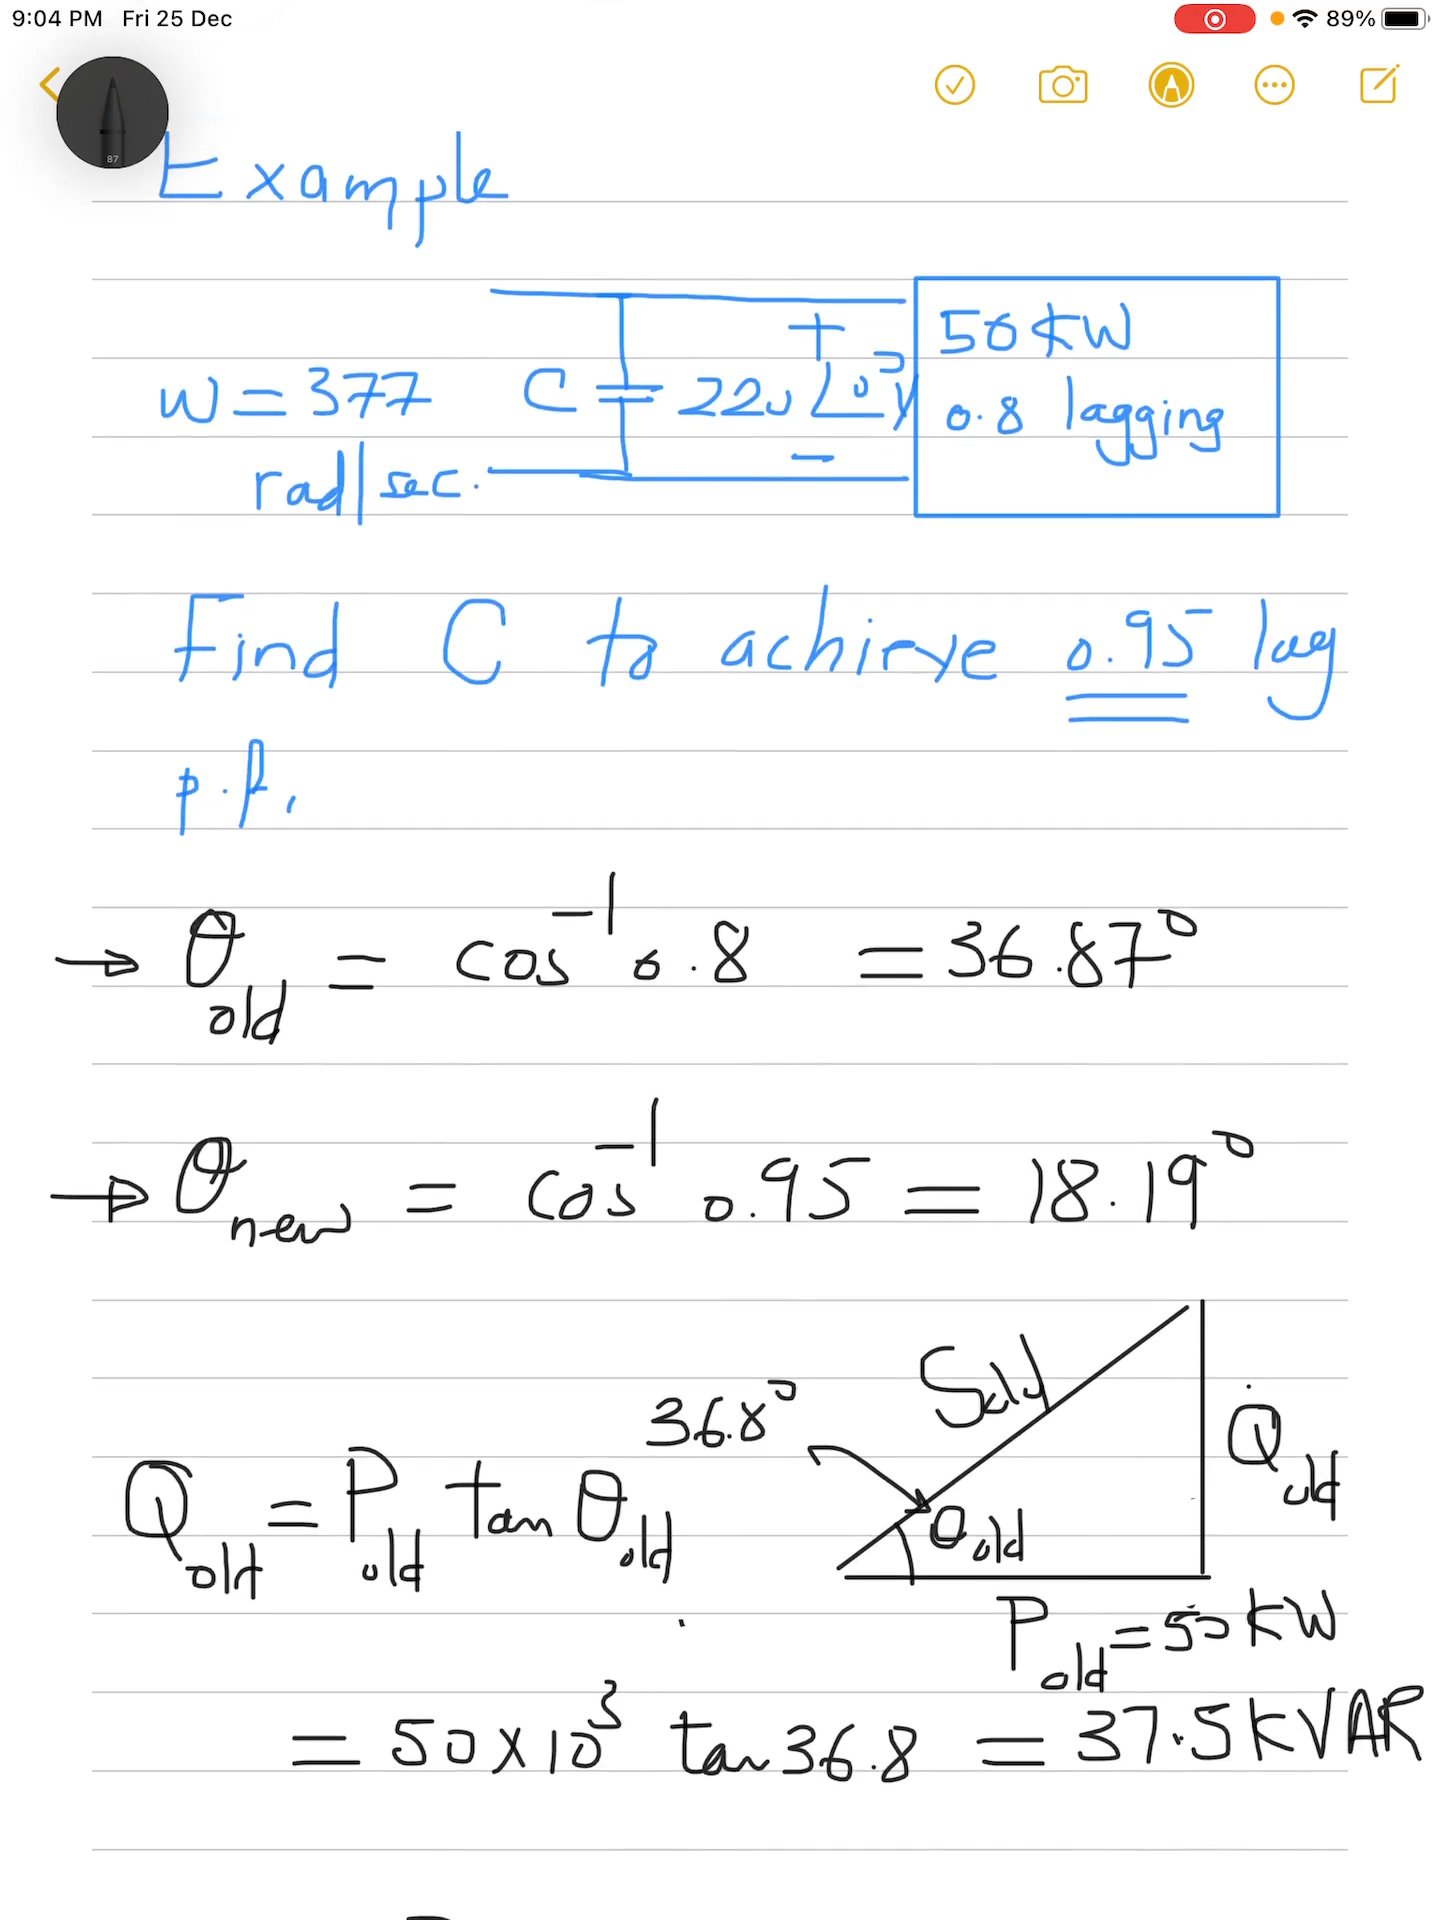 9:04 PM Fri 25 Dec 89%
87
Example
50 KW
+
w = 377 C 220∠0° V 0.8 lagging
rad/sec. −
Find C to achieve 0.95 lag
p.f.
→ θold = cos⁻¹ 0.8 = 36.87°
→ θnew = cos⁻¹ 0.95 = 18.19°
Sold
36.8°
Qold = Pold tan θold θold Qold
Pold = 50 KW
= 50 x 10³ tan 36.8 = 37.5 KVAR